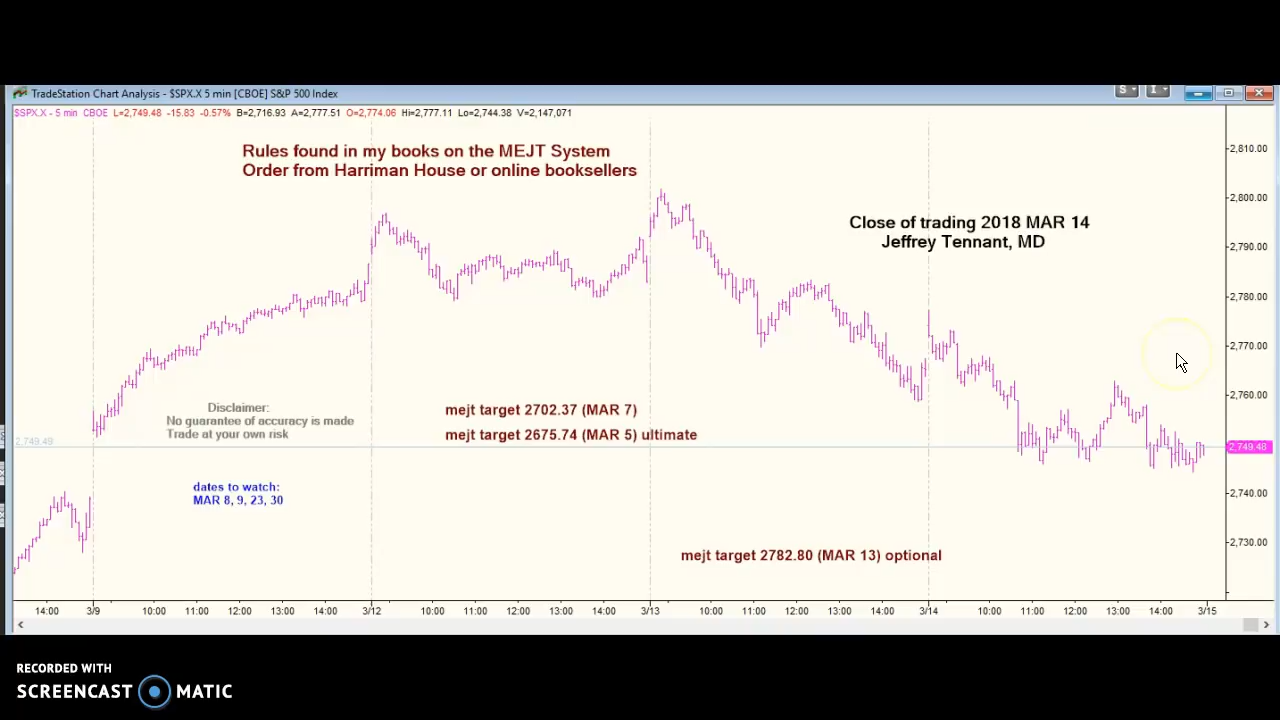 TradeStation Chart Analysis - $SPX.X 5 min [CBOE] S&P 500 Index
S I
$SPX.X - 5 min CBOE L=2,749.48 -15.83 -0.57% B=2,716.93 A=2,777.51 O=2,774.06 Hi=2,777.11 Lo=2,744.38 V=2,147,071
Rules found in my books on the MEJT System
Order from Harriman House or online booksellers
2,810.00
2,800.00
Close of trading 2018 MAR 14
Jeffrey Tennant, MD
2,790.00
2,780.00
2,770.00
2,760.00
Disclaimer:
No guarantee of accuracy is made
Trade at your own risk
mejt target 2702.37 (MAR 7)
mejt target 2675.74 (MAR 5) ultimate
2,749.48
2,749.48
dates to watch:
MAR 8, 9, 23, 30
2,740.00
2,730.00
mejt target 2782.80 (MAR 13) optional
14:00 3/9 10:00 11:00 12:00 13:00 3/12 10:00 11:00 12:00 13:00 14:00 3/13 10:00 11:00 12:00 13:00 14:00 3/14 10:00 11:00 12:00 13:00 14:00 3/15
RECORDED WITH
SCREENCAST MATIC